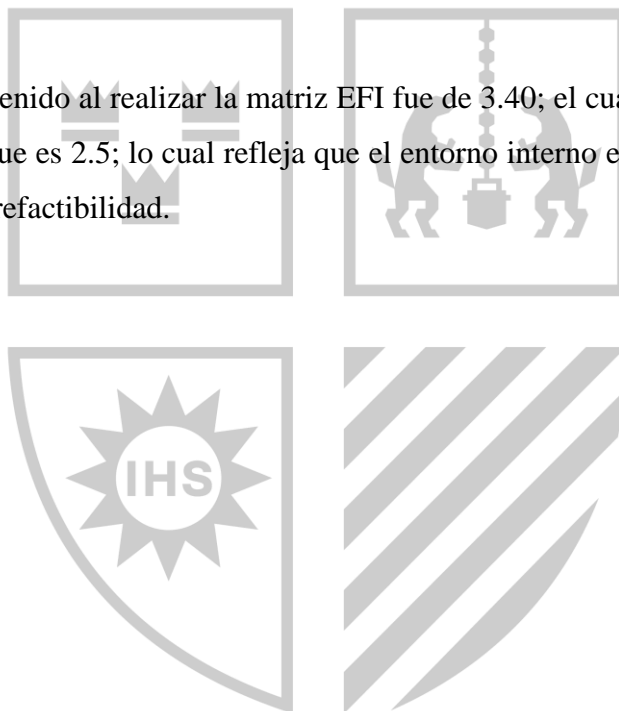 enido al realizar la matriz EFI fue de 3.40; el cua
ue es 2.5; lo cual refleja que el entorno interno e
refactibilidad.
IHS